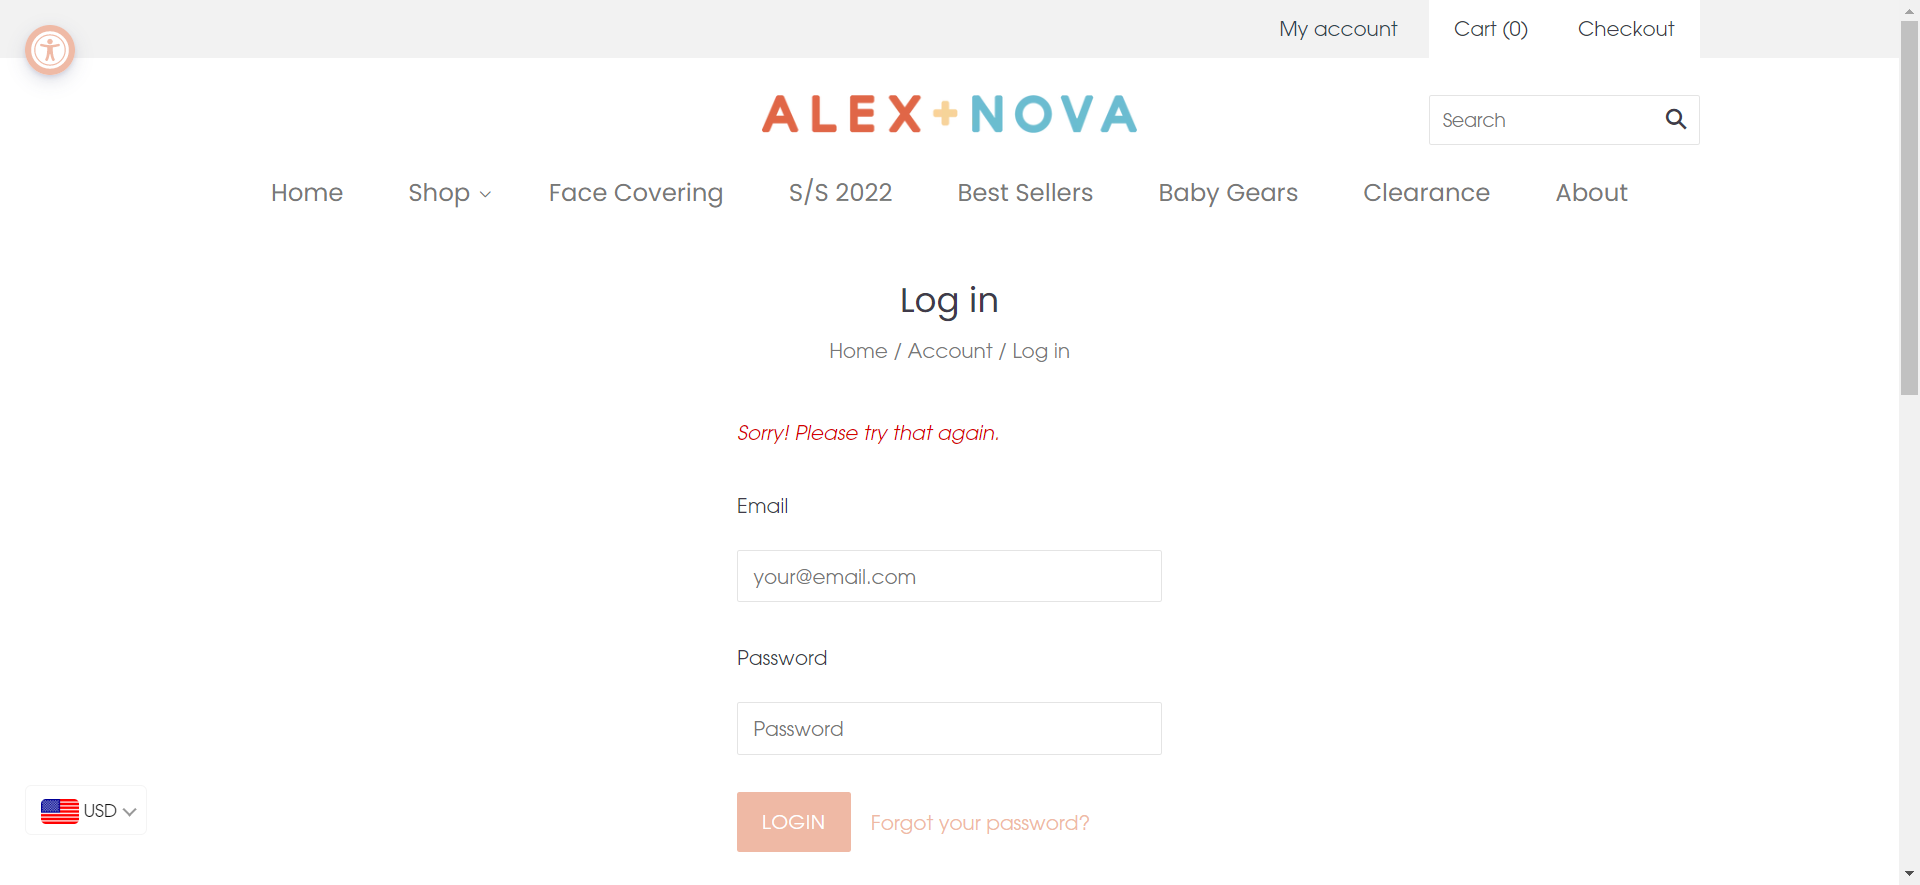 My account
Cart (0)
Checkout
ALEX+NOVA
Search
Home
Shop
Face Covering
S/S 2022
Best Sellers
Baby Gears
Clearance
About
Log in
Home / Account / Log in
Sorry! Please try that again.
Email
your@email.com
Password
Password
LOGIN
Forgot your password?
USD